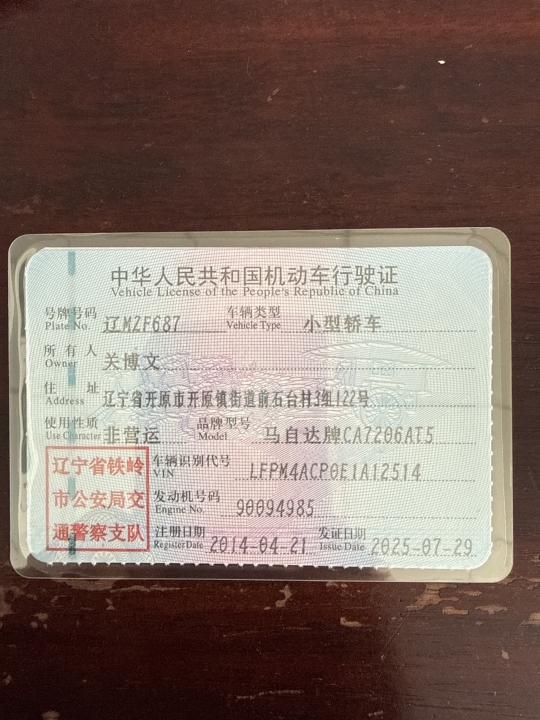 中华人民共和国机动车行驶证
Vehicle License of the People's Republic of China
号牌号码 Plate No. 辽MZF687 车辆类型 Vehicle Type 小型轿车
所有人 Owner 关博文
住址 Address 辽宁省开原市开原镇街道前石台村3组122号
使用性质 Use Character 非营运 品牌型号 Model 马自达牌CA7206AT5
车辆识别代号 VIN LFPM4ACP0E1A12514
发动机号码 Engine No. 90094985
注册日期 Register Date 2014-04-21 发证日期 Issue Date 2025-07-29
辽宁省铁岭
市公安局交
通警察支队